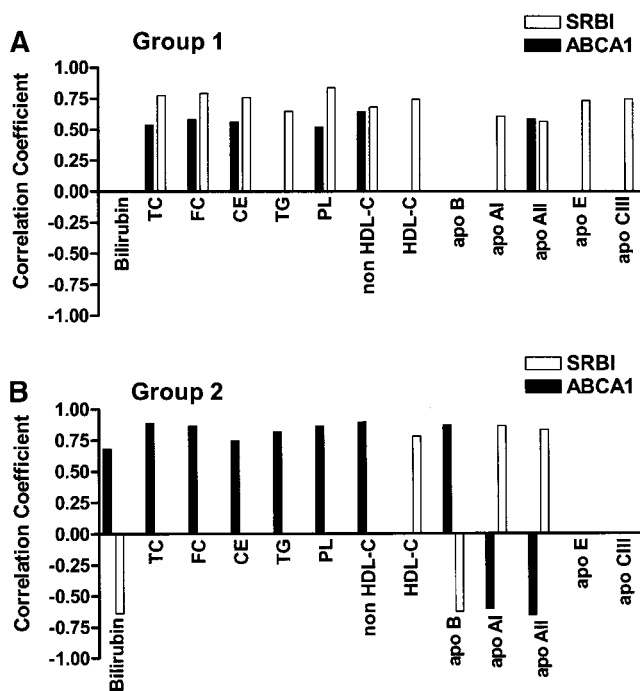 A
Group 1
SRBI
ABCA1
Correlation Coefficient
1.00
0.75
0.50
0.25
0.00
-0.25
-0.50
-0.75
-1.00
Bilirubin
TC
FC
CE
TG
PL
non HDL-C
HDL-C
apo B
apo AI
apo AII
apo E
apo CIII
B
Group 2
SRBI
ABCA1
Correlation Coefficient
1.00
0.75
0.50
0.25
0.00
-0.25
-0.50
-0.75
-1.00
Bilirubin
TC
FC
CE
TG
PL
non HDL-C
HDL-C
apo B
apo AI
apo AII
apo E
apo CIII